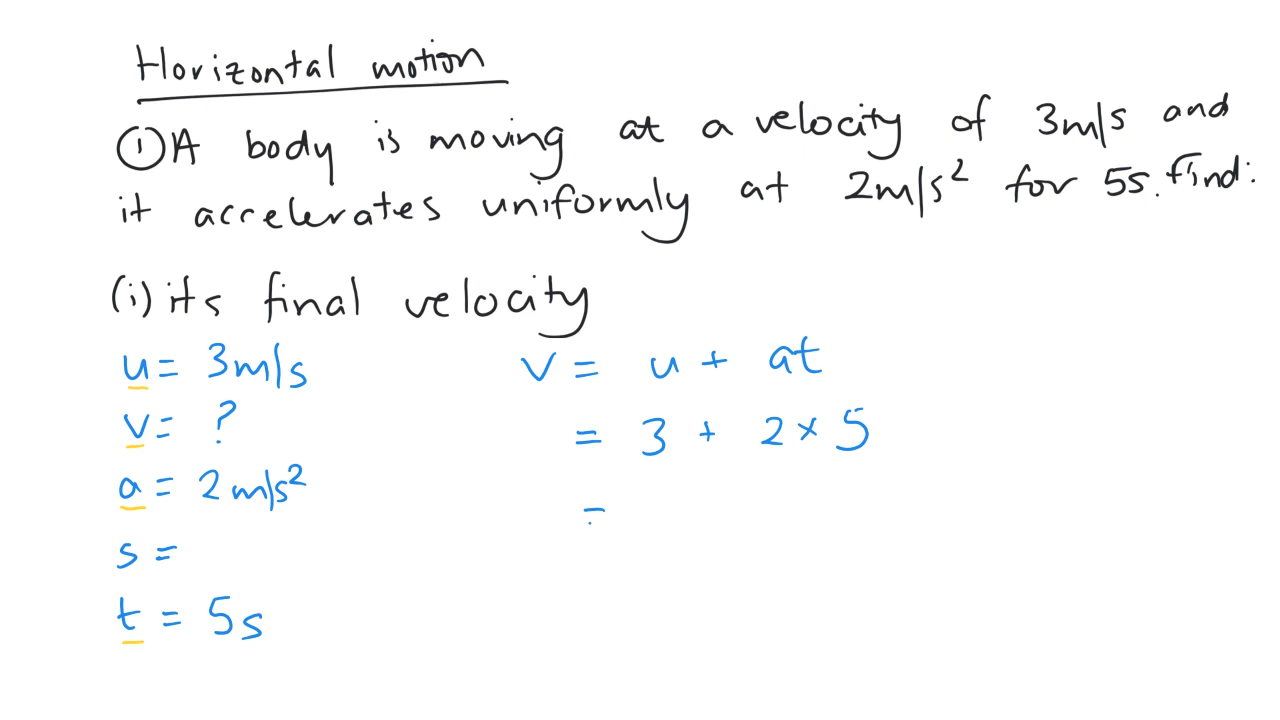 Horizontal motion
① A body is moving at a velocity of 3m/s and
it accelerates uniformly at 2m/s² for 5s. Find:
(i) its final velocity
u = 3m/s
v = ?
a = 2m/s²
s =
t = 5s
v = u + at
= 3 + 2 × 5
=